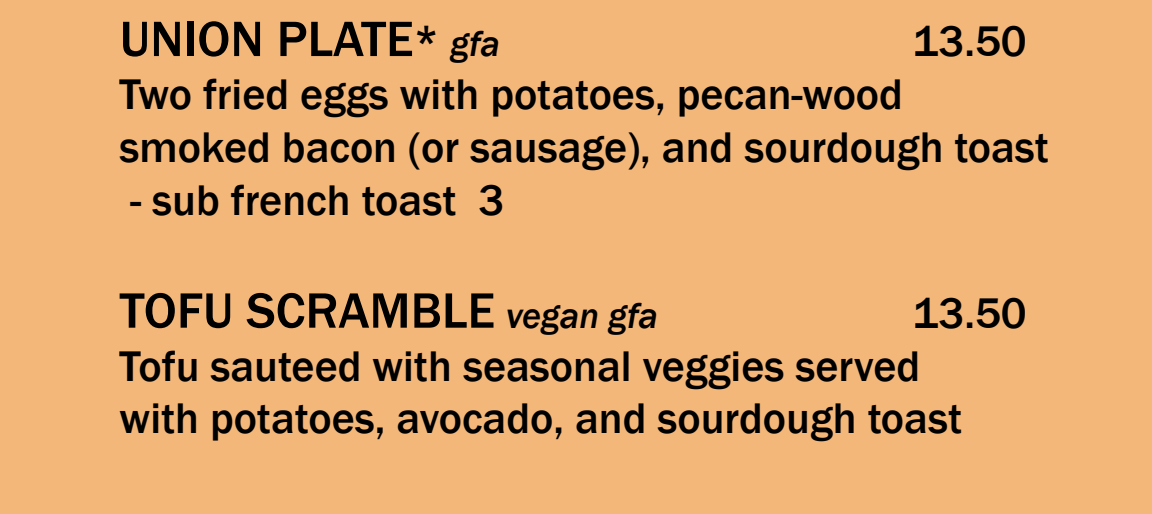 UNION PLATE* gfa 13.50
Two fried eggs with potatoes, pecan-wood
smoked bacon (or sausage), and sourdough toast
- sub french toast 3
TOFU SCRAMBLE vegan gfa 13.50
Tofu sauteed with seasonal veggies served
with potatoes, avocado, and sourdough toast